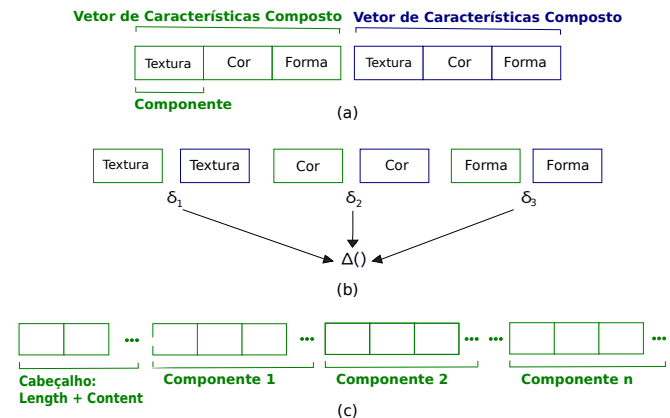 Vetor de Características Composto Vetor de Características Composto
Textura Cor Forma Textura Cor Forma
Componente
(a)
Textura Textura Cor Cor Forma Forma
δ1 δ2 δ3
Δ()
(b)
... ... ... ... ...
Cabeçalho:
Length + Content
Componente 1 Componente 2 Componente n
(c)